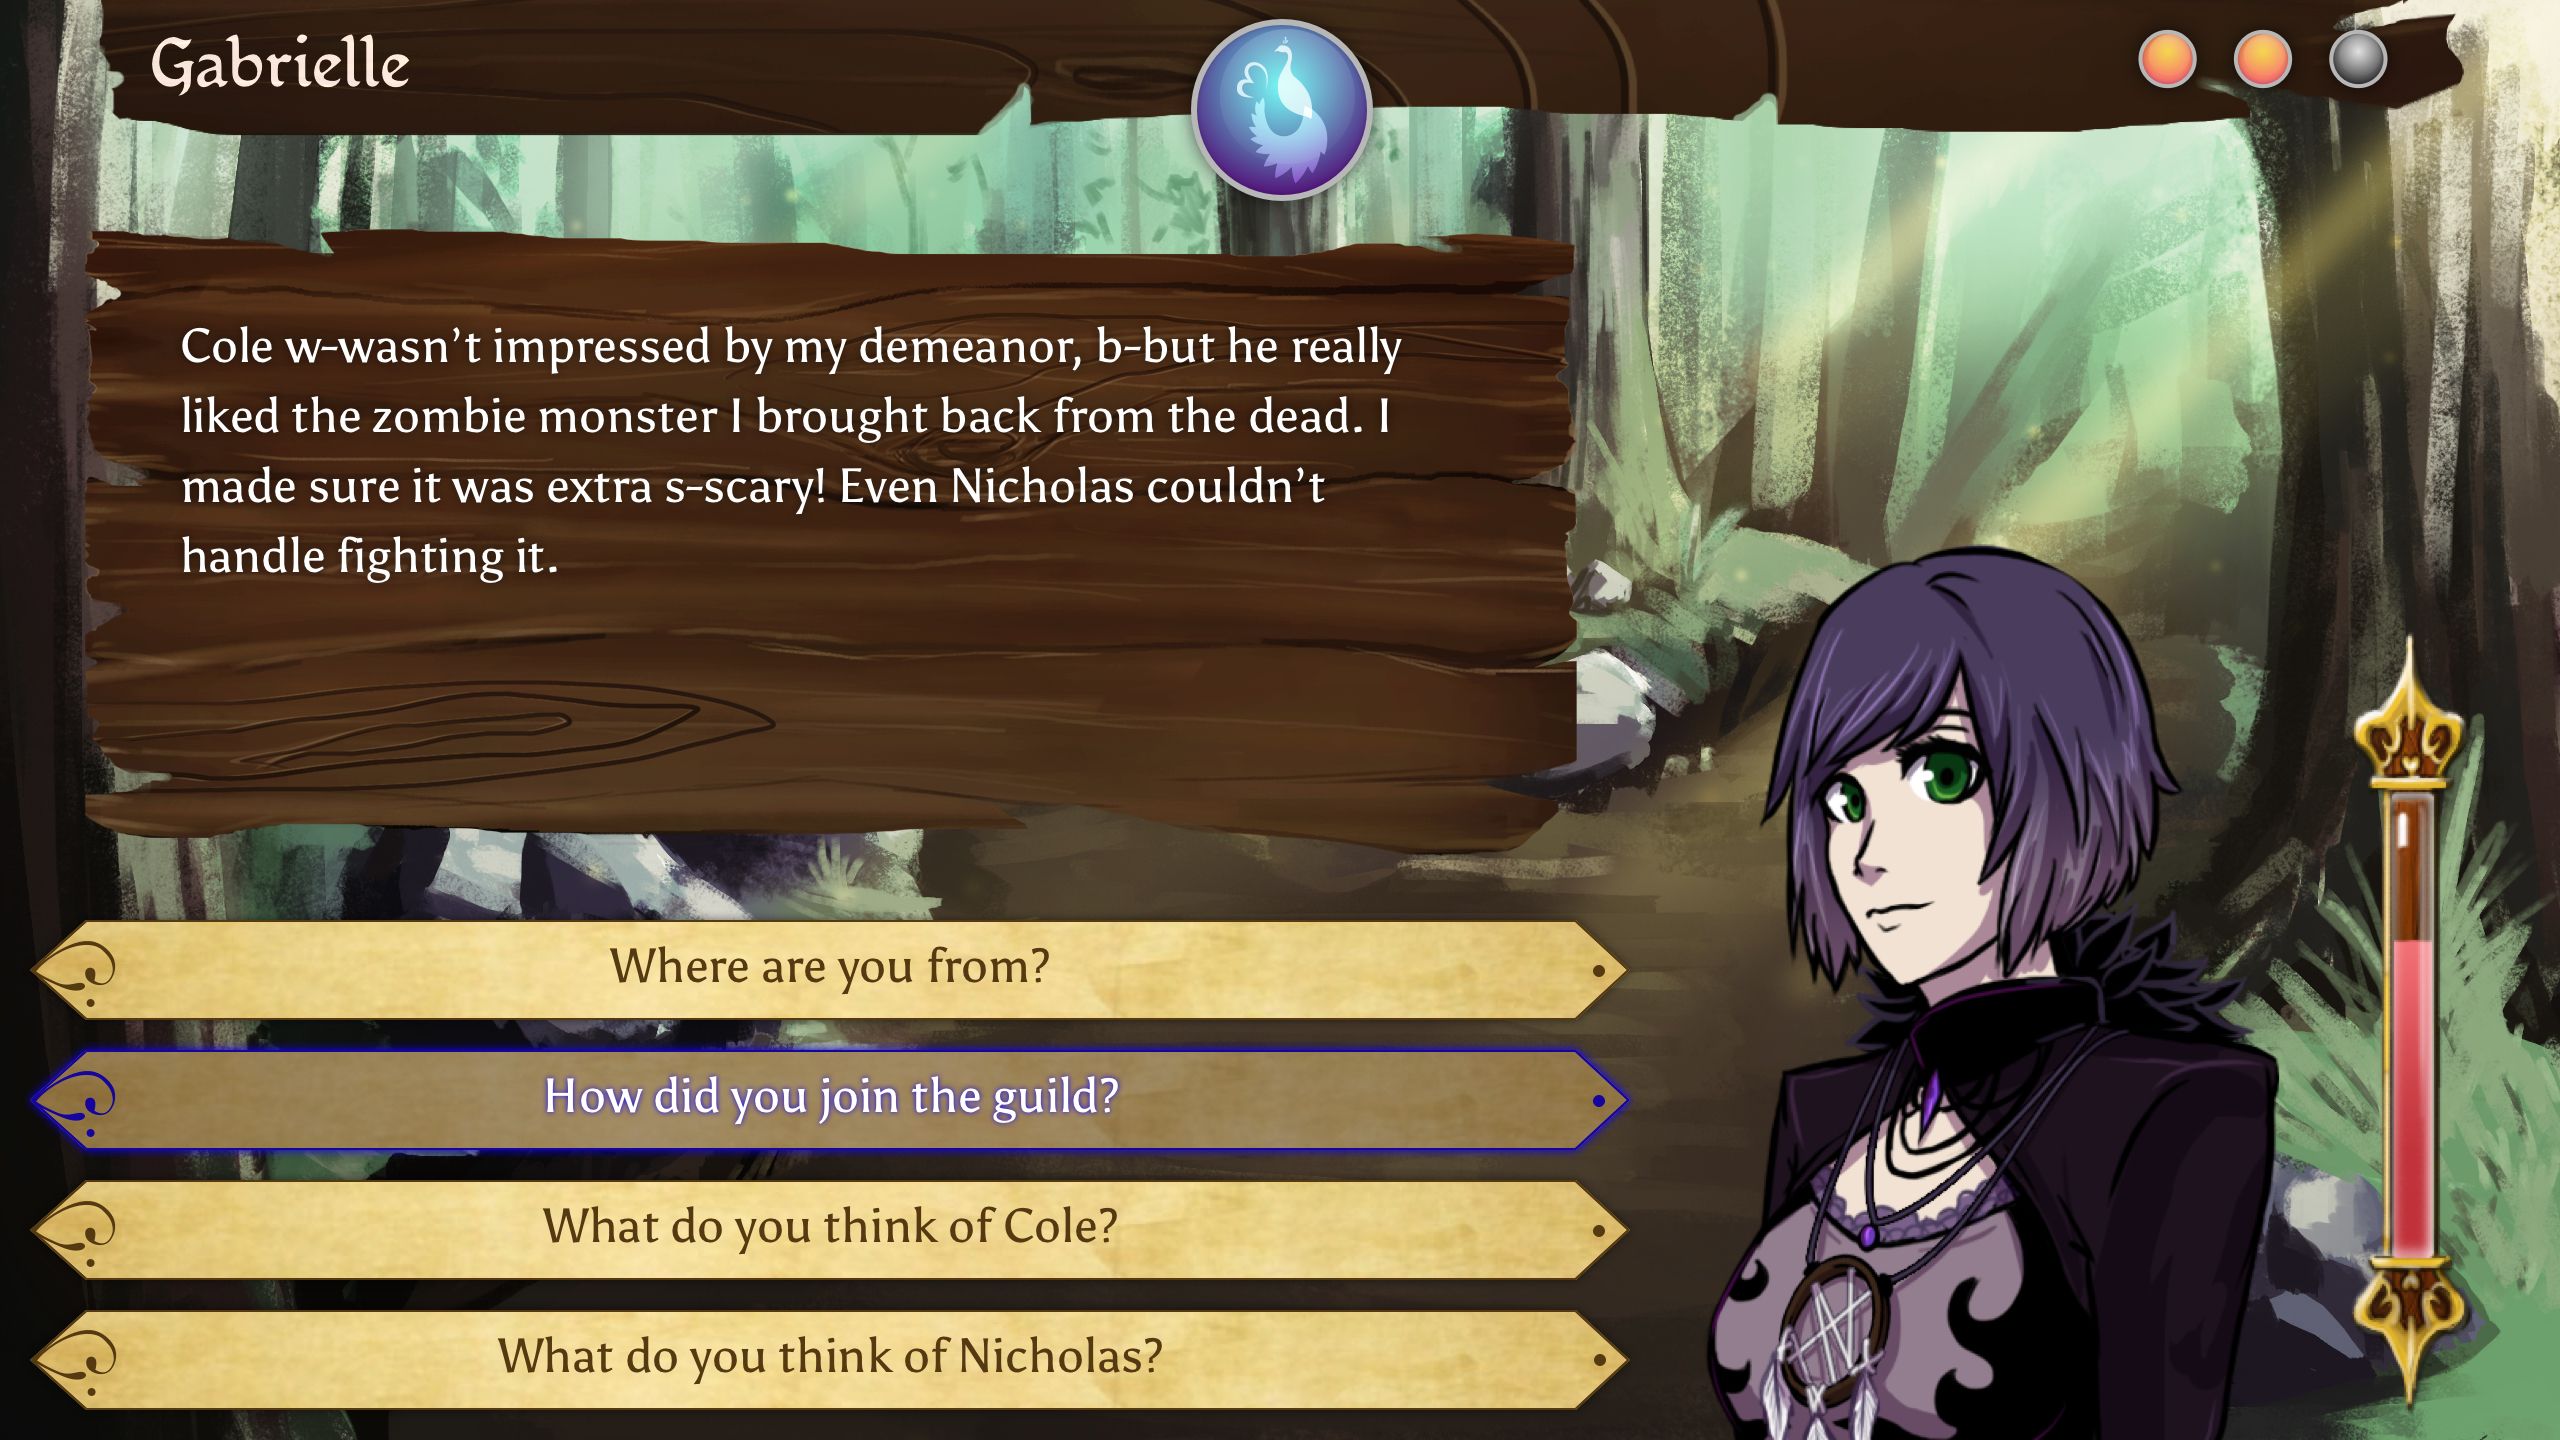 Gabrielle
Cole w-wasn't impressed by my demeanor, b-but he really
liked the zombie monster I brought back from the dead. I
made sure it was extra s-scary! Even Nicholas couldn't
handle fighting it.
Where are you from?
How did you join the guild?
What do you think of Cole?
What do you think of Nicholas?